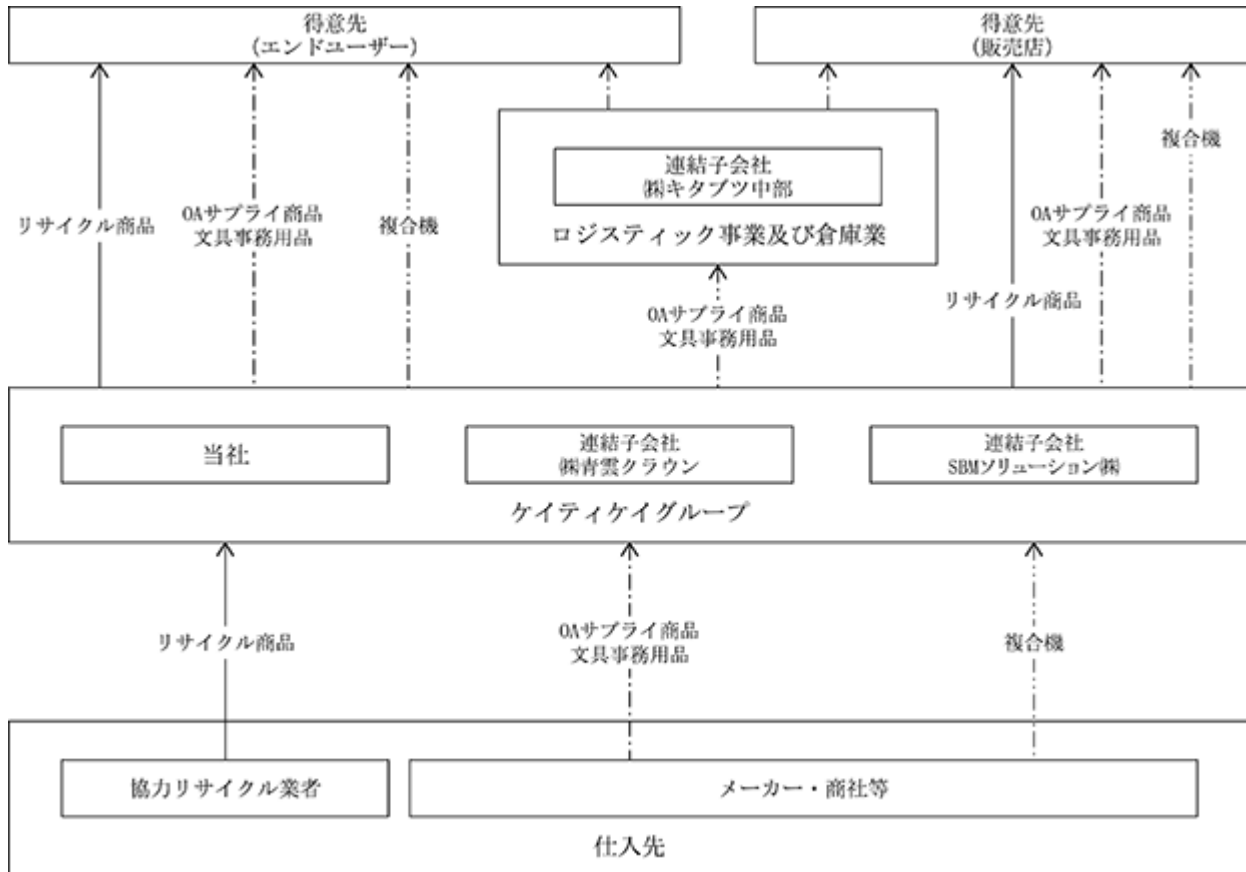 得意先
(エンドユーザー)
得意先
(販売店)
連結子会社
㈱キタブツ中部
ロジスティック事業及び倉庫業
リサイクル商品
OAサプライ商品
文具事務用品
複合機
OAサプライ商品
文具事務用品
リサイクル商品
OAサプライ商品
文具事務用品
複合機
当社
連結子会社
㈱青雲クラウン
連結子会社
SBMソリューション㈱
ケイティケイグループ
リサイクル商品
OAサプライ商品
文具事務用品
複合機
協力リサイクル業者
メーカー・商社等
仕入先